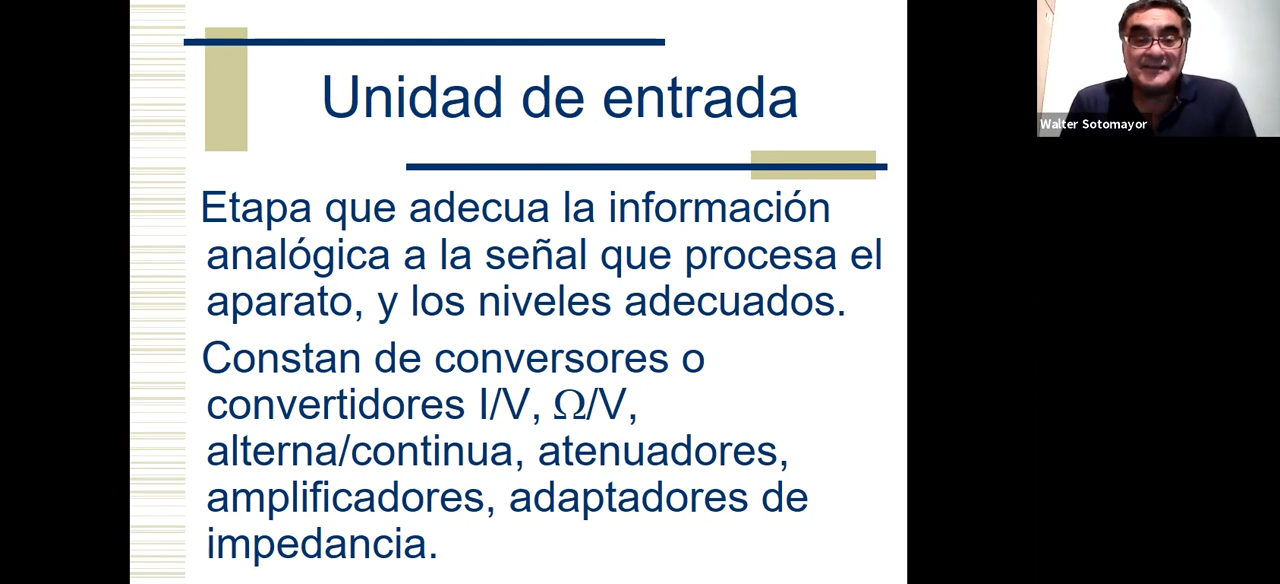 Unidad de entrada
Etapa que adecua la información
analógica a la señal que procesa el
aparato, y los niveles adecuados.
Constan de conversores o
convertidores I/V, Ω/V,
alterna/continua, atenuadores,
amplificadores, adaptadores de
impedancia.
Walter Sotomayor